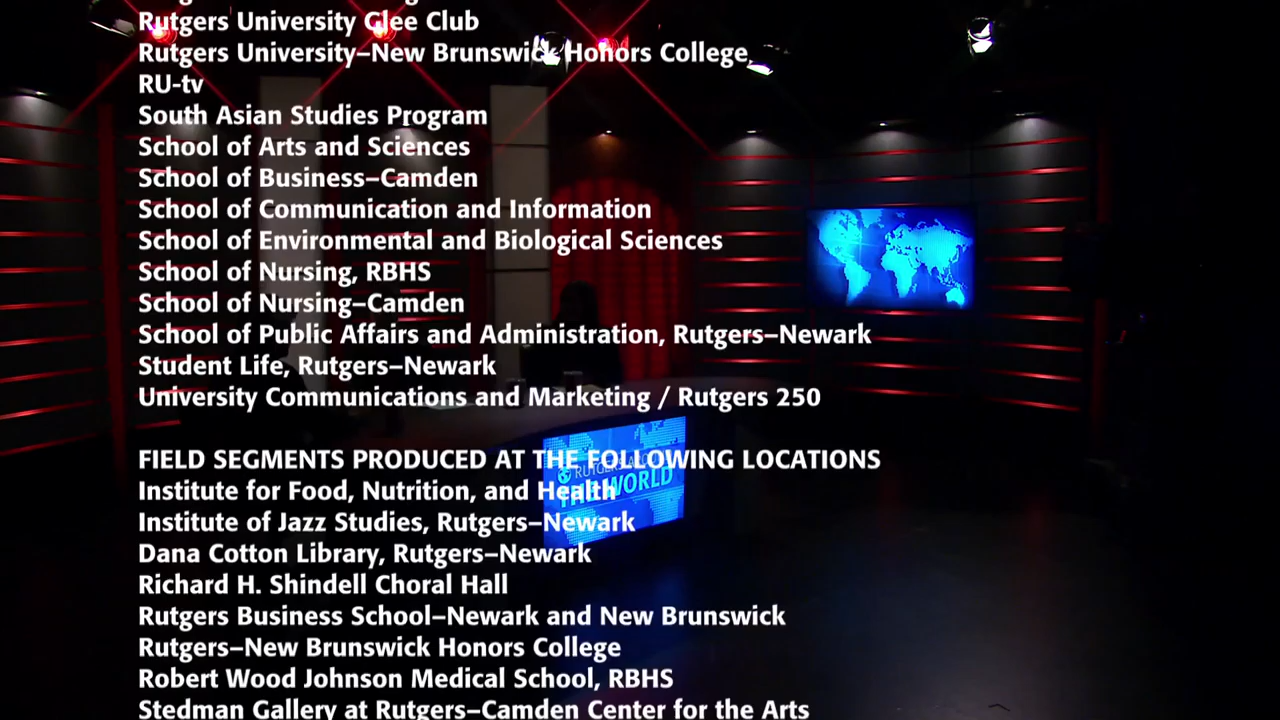 Rutgers University Glee Club
Rutgers University–New Brunswick Honors College
RU-tv
South Asian Studies Program
School of Arts and Sciences
School of Business–Camden
School of Communication and Information
School of Environmental and Biological Sciences
School of Nursing, RBHS
School of Nursing–Camden
School of Public Affairs and Administration, Rutgers–Newark
Student Life, Rutgers–Newark
University Communications and Marketing / Rutgers 250
FIELD SEGMENTS PRODUCED AT THE FOLLOWING LOCATIONS
Institute for Food, Nutrition, and Health
Institute of Jazz Studies, Rutgers–Newark
Dana Cotton Library, Rutgers–Newark
Richard H. Shindell Choral Hall
Rutgers Business School–Newark and New Brunswick
Rutgers–New Brunswick Honors College
Robert Wood Johnson Medical School, RBHS
Stedman Gallery at Rutgers–Camden Center for the Arts
RUTGERS
THE WORLD